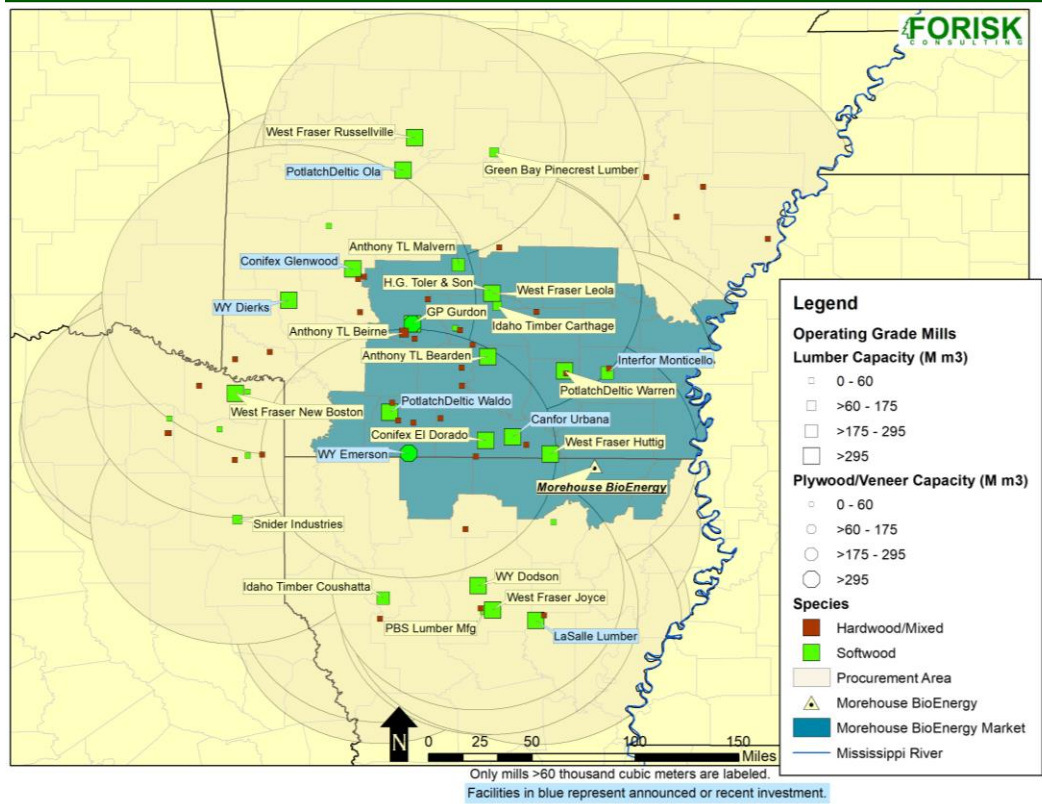 FORISK
CONSULTING
West Fraser Russellville
PotlatchDeltic Ola
Green Bay Pinecrest Lumber
Anthony TL Malvern
Conifex Glenwood
H.G. Toler & Son
West Fraser Leola
WY Dierks
GP Gurdon
Idaho Timber Carthage
Anthony TL Beirne
Anthony TL Bearden
Interfor Monticello
PotlatchDeltic Warren
West Fraser New Boston
PotlatchDeltic Waldo
Canfor Urbana
Conifex El Dorado
West Fraser Huttig
WY Emerson
Morehouse BioEnergy
Snider Industries
WY Dodson
Idaho Timber Coushatta
West Fraser Joyce
PBS Lumber Mfg
LaSalle Lumber
N
0 25 50 100 150
Miles
Only mills >60 thousand cubic meters are labeled.
Facilities in blue represent announced or recent investment.
Legend
Operating Grade Mills
Lumber Capacity (M m3)
0 - 60
>60 - 175
>175 - 295
>295
Plywood/Veneer Capacity (M m3)
0 - 60
>60 - 175
>175 - 295
>295
Species
Hardwood/Mixed
Softwood
Procurement Area
Morehouse BioEnergy
Morehouse BioEnergy Market
Mississippi River